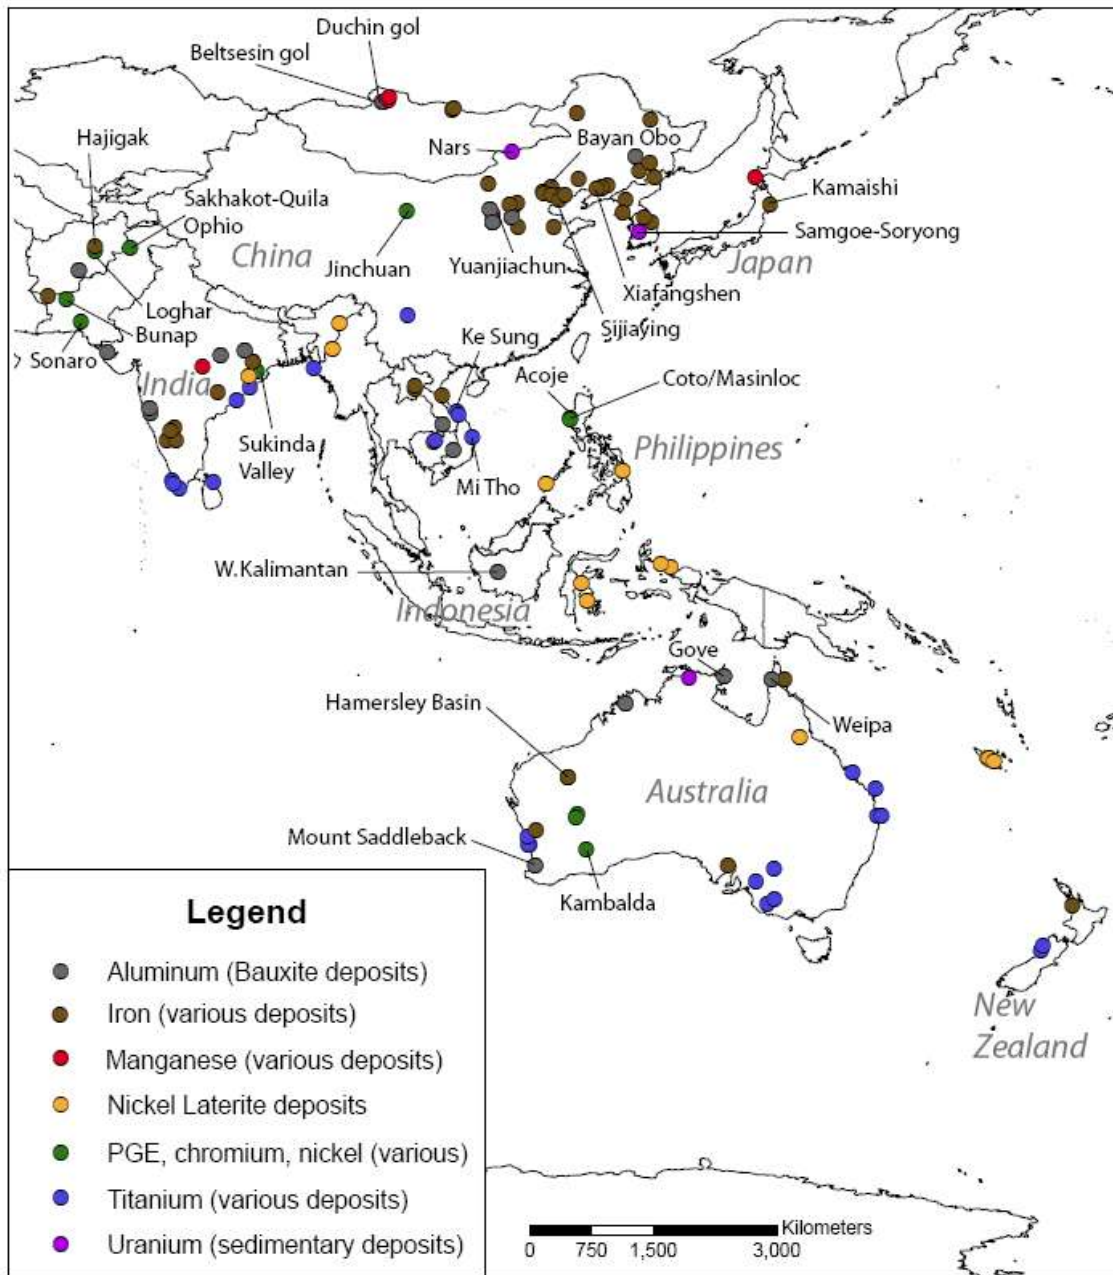 Duchin gol
Beltsesin gol
Hajigak
Nars
Bayan Obo
Sakhakot-Quila
Ophio
Kamaishi
China
Samgoe-Soryong
Jinchuan
Yuanjiachun
Japan
Xiafangshen
Loghar
Bunap
Sijiaying
Ke Sung
Sonaro
India
Acoje
Coto/Masinloc
Sukinda
Valley
Philippines
Mi Tho
W.Kalimantan
Indonesia
Gove
Hamersley Basin
Weipa
Australia
Mount Saddleback
Kambalda
New
Zealand
Legend
Aluminum (Bauxite deposits)
Iron (various deposits)
Manganese (various deposits)
Nickel Laterite deposits
PGE, chromium, nickel (various)
Titanium (various deposits)
Uranium (sedimentary deposits)
Kilometers
0 750 1,500 3,000